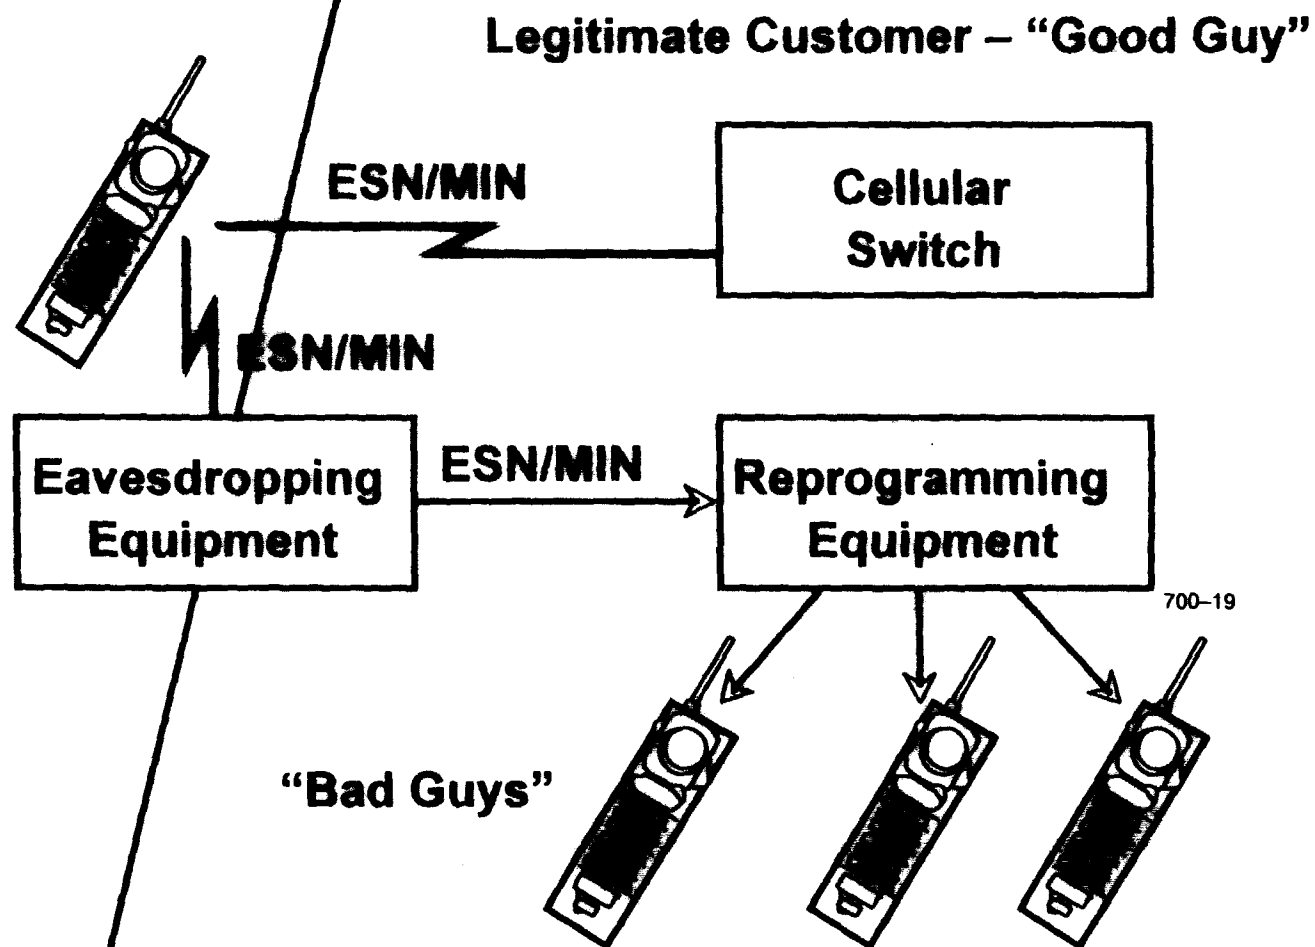 Legitimate Customer – “Good Guy”
ESN/MIN
Cellular
Switch
ESN/MIN
Eavesdropping
Equipment
ESN/MIN
Reprogramming
Equipment
700–19
“Bad Guys”